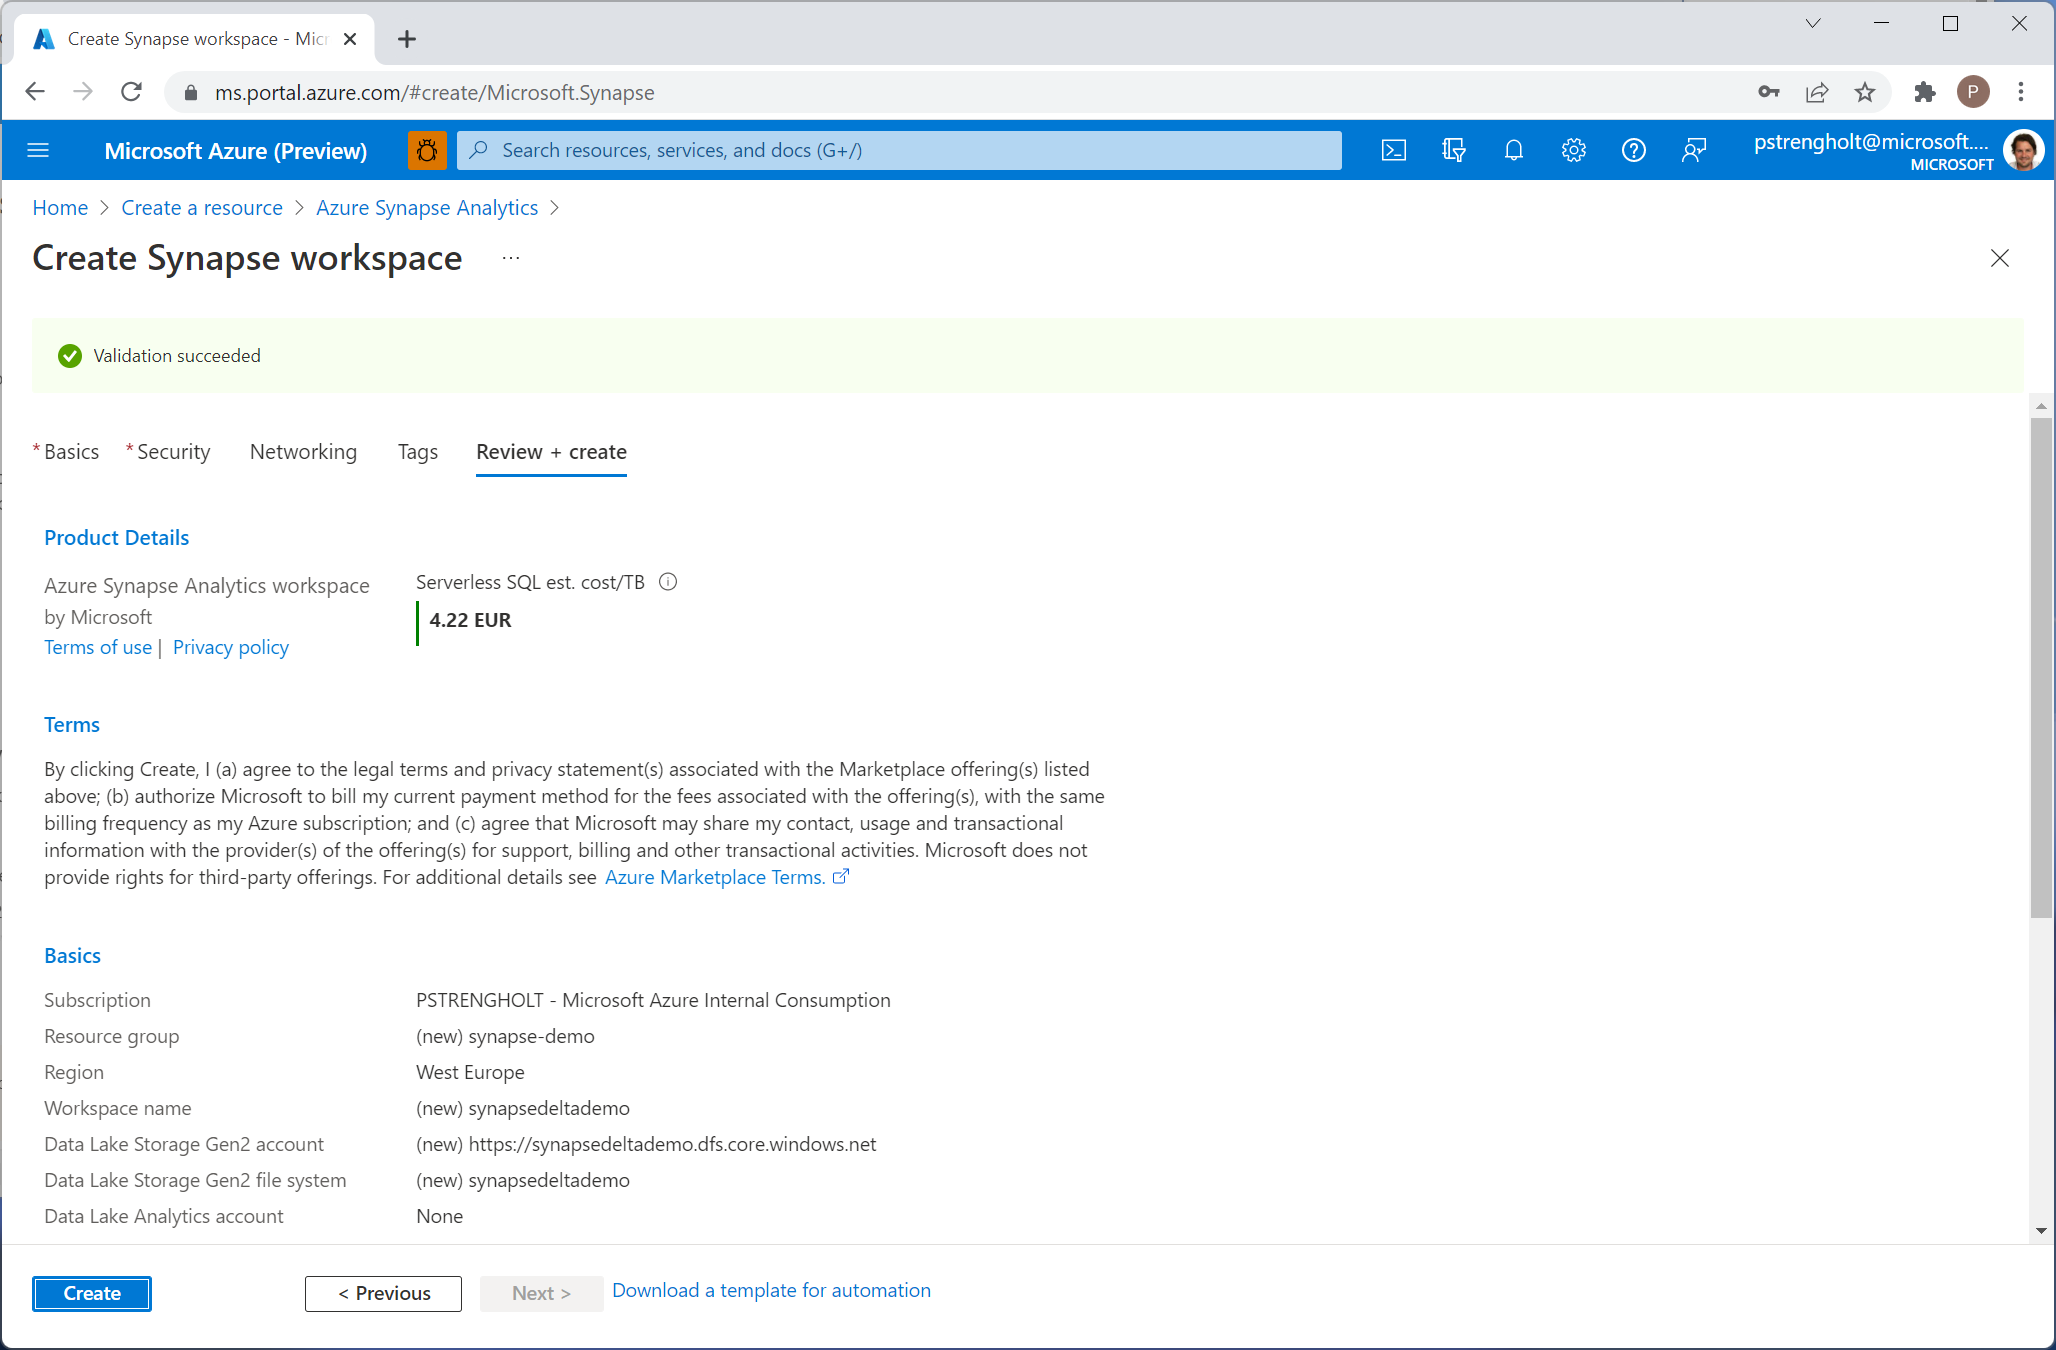 Create Synapse workspace - Micr
ms.portal.azure.com/#create/Microsoft.Synapse
P
Microsoft Azure (Preview)
Search resources, services, and docs (G+/)
pstrengholt@microsoft....
MICROSOFT
Home > Create a resource > Azure Synapse Analytics >
Create Synapse workspace ...
Validation succeeded
* Basics * Security Networking Tags Review + create
Product Details
Azure Synapse Analytics workspace
by Microsoft
Terms of use | Privacy policy
Serverless SQL est. cost/TB
4.22 EUR
Terms
By clicking Create, I (a) agree to the legal terms and privacy statement(s) associated with the Marketplace offering(s) listed
above; (b) authorize Microsoft to bill my current payment method for the fees associated with the offering(s), with the same
billing frequency as my Azure subscription; and (c) agree that Microsoft may share my contact, usage and transactional
information with the provider(s) of the offering(s) for support, billing and other transactional activities. Microsoft does not
provide rights for third-party offerings. For additional details see Azure Marketplace Terms.
Basics
Subscription PSTRENGHOLT - Microsoft Azure Internal Consumption
Resource group (new) synapse-demo
Region West Europe
Workspace name (new) synapsedeltademo
Data Lake Storage Gen2 account (new) https://synapsedeltademo.dfs.core.windows.net
Data Lake Storage Gen2 file system (new) synapsedeltademo
Data Lake Analytics account None
Create < Previous Next > Download a template for automation